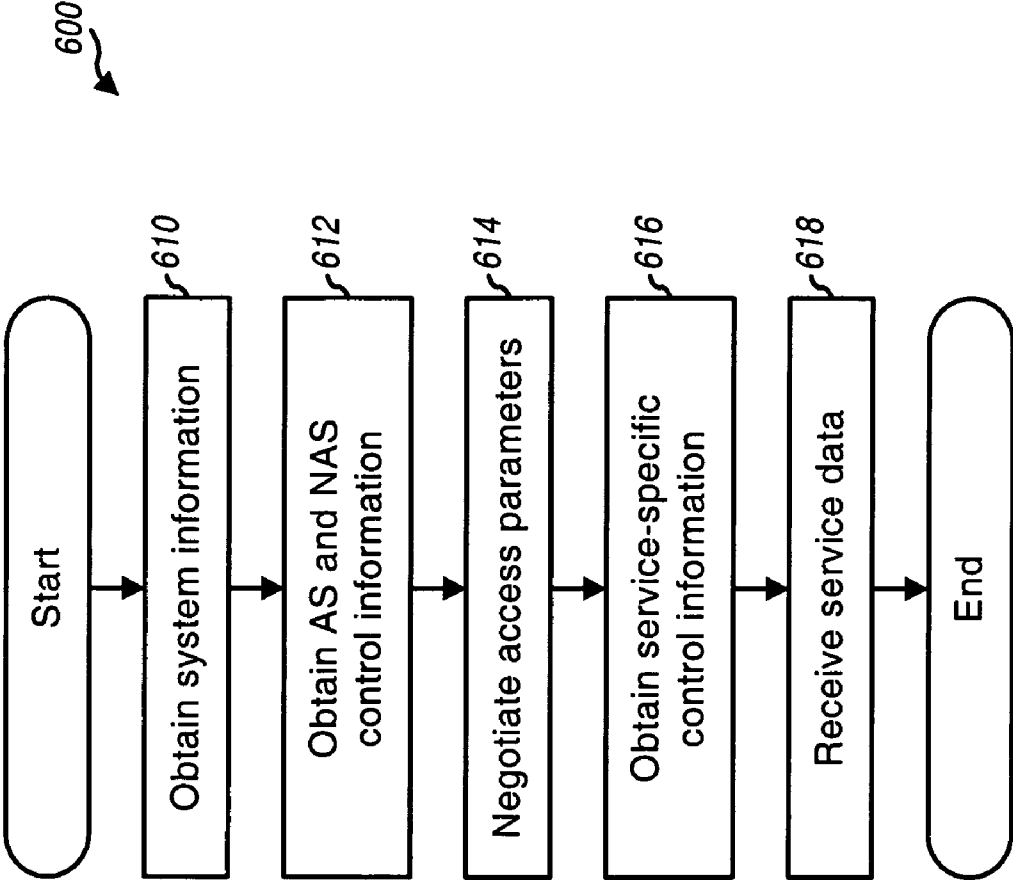 600
Start
Obtain system information
610
Obtain AS and NAS
control information
612
Negotiate access parameters
614
Obtain service-specific
control information
616
Receive service data
618
End